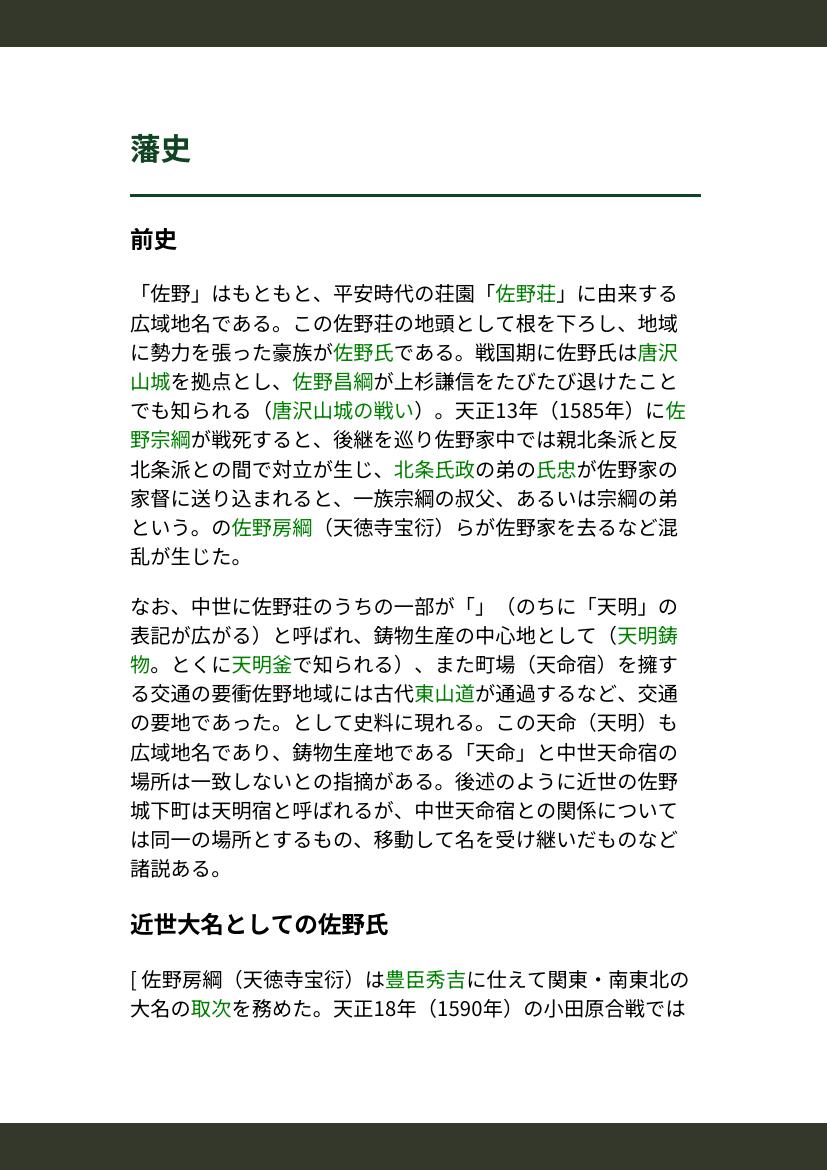 藩史
前史
「佐野」はもともと、平安時代の荘園「佐野荘」に由来する
広域地名である。この佐野荘の地頭として根を下ろし、地域
に勢力を張った豪族が佐野氏である。戦国期に佐野氏は唐沢
山城を拠点とし、佐野昌綱が上杉謙信をたびたび退けたこと
でも知られる（唐沢山城の戦い）。天正13年（1585年）に佐
野宗綱が戦死すると、後継を巡り佐野家中では親北条派と反
北条派との間で対立が生じ、北条氏政の弟の氏忠が佐野家の
家督に送り込まれると、一族宗綱の叔父、あるいは宗綱の弟
という。の佐野房綱（天徳寺宝衍）らが佐野家を去るなど混
乱が生じた。
なお、中世に佐野荘のうちの一部が「」（のちに「天明」の
表記が広がる）と呼ばれ、鋳物生産の中心地として（天明鋳
物。とくに天明釜で知られる）、また町場（天命宿）を擁す
る交通の要衝佐野地域には古代東山道が通過するなど、交通
の要地であった。として史料に現れる。この天命（天明）も
広域地名であり、鋳物生産地である「天命」と中世天命宿の
場所は一致しないとの指摘がある。後述のように近世の佐野
城下町は天明宿と呼ばれるが、中世天命宿との関係について
は同一の場所とするもの、移動して名を受け継いだものなど
諸説ある。
近世大名としての佐野氏
[ 佐野房綱（天徳寺宝衍）は豊臣秀吉に仕えて関東・南東北の
大名の取次を務めた。天正18年（1590年）の小田原合戦では